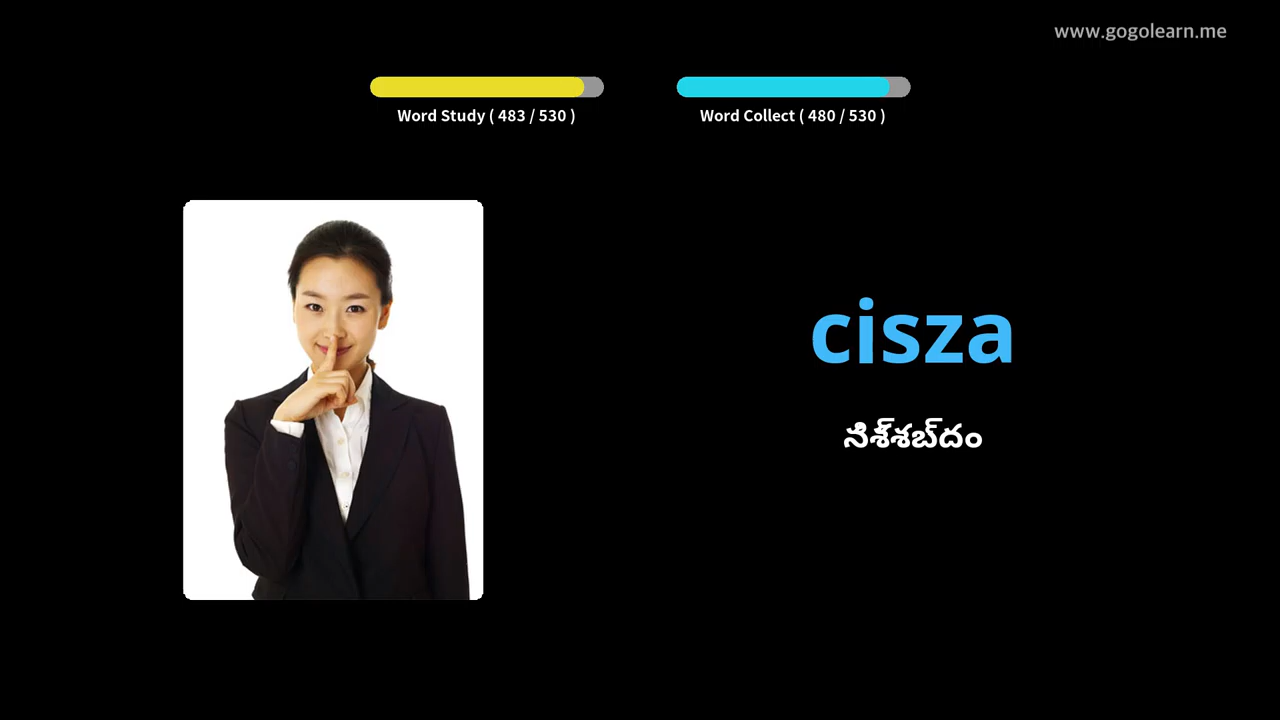 www.gogolearn.me
Word Study ( 483 / 530 )
Word Collect ( 480 / 530 )
cisza
నిశ్శబ్దం